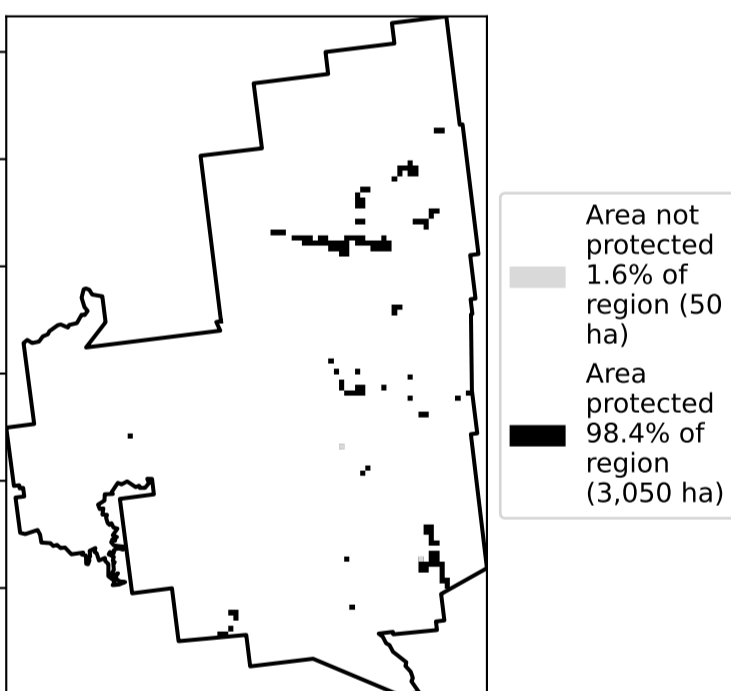 Area not
protected
1.6% of
region (50
ha)
Area
protected
98.4% of
region
(3,050 ha)